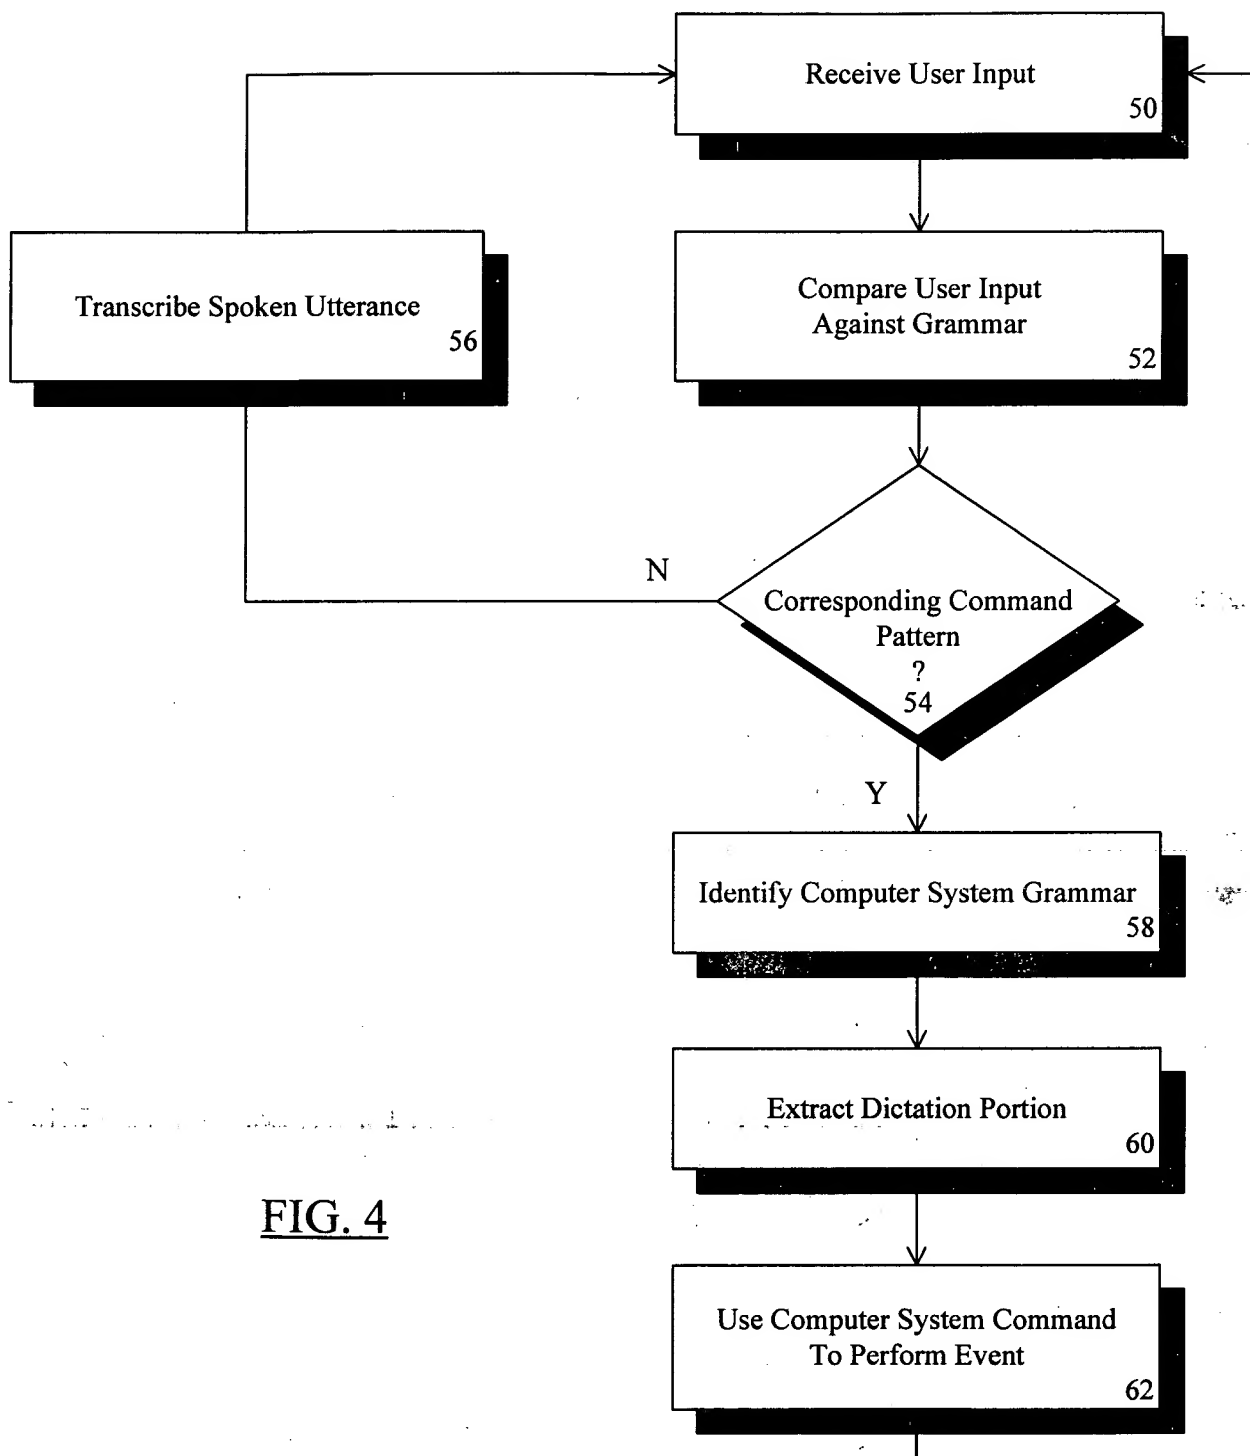 Receive User Input
50
Transcribe Spoken Utterance
56
Compare User Input
Against Grammar
52
N
Corresponding Command
Pattern
?
54
Y
Identify Computer System Grammar
58
Extract Dictation Portion
60
FIG. 4
Use Computer System Command
To Perform Event
62